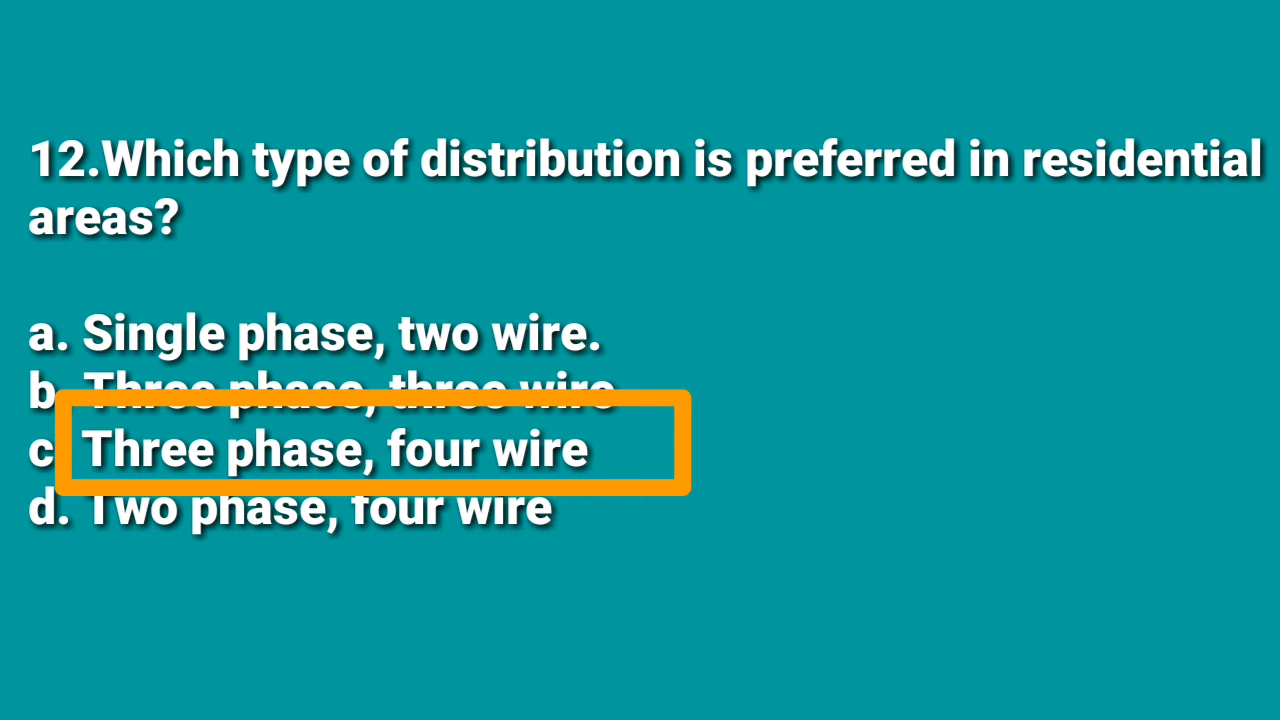 12.Which type of distribution is preferred in residential
areas?
a. Single phase, two wire.
b. Three phase, three wire
c. Three phase, four wire
d. Two phase, four wire